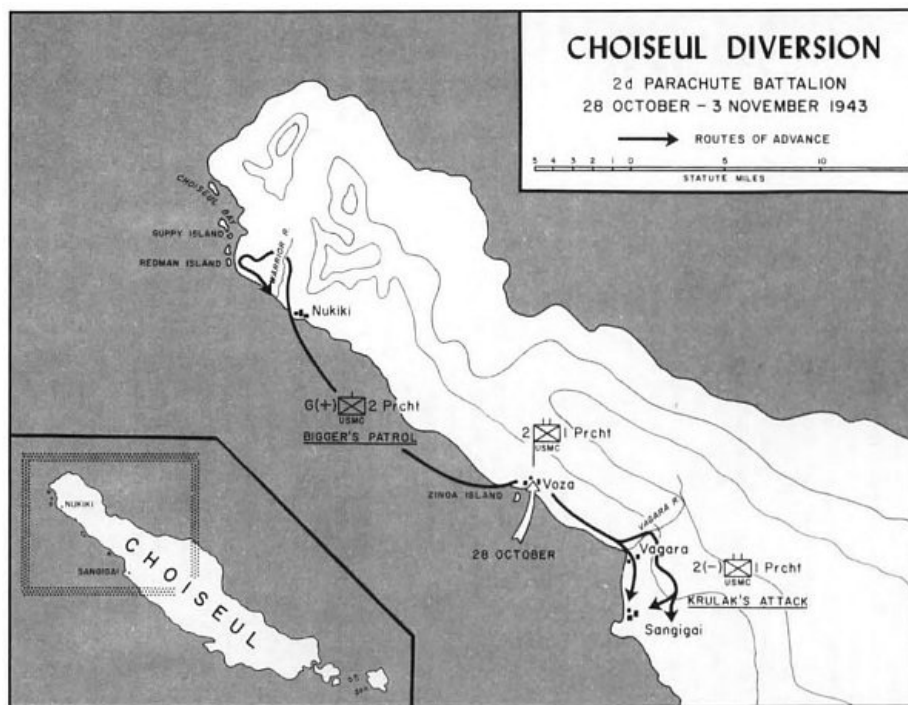 CHOISEUL DIVERSION
2d PARACHUTE BATTALION
28 OCTOBER – 3 NOVEMBER 1943
ROUTES OF ADVANCE
5 4 3 2 1 0 5 10
STATUTE MILES
CHOISEUL BAY
GUPPY ISLAND
REDMAN ISLAND
WARRIOR R.
Nukiki
G(+) 2 Prcht
USMC
BIGGER'S PATROL
2 1 Prcht
USMC
ZINOA ISLAND
Voza
28 OCTOBER
VAGARA R.
Vagara
2(-) 1 Prcht
USMC
KRULAK'S ATTACK
Sangigai
NUKIKI
SANGIGAI
CHOISEUL